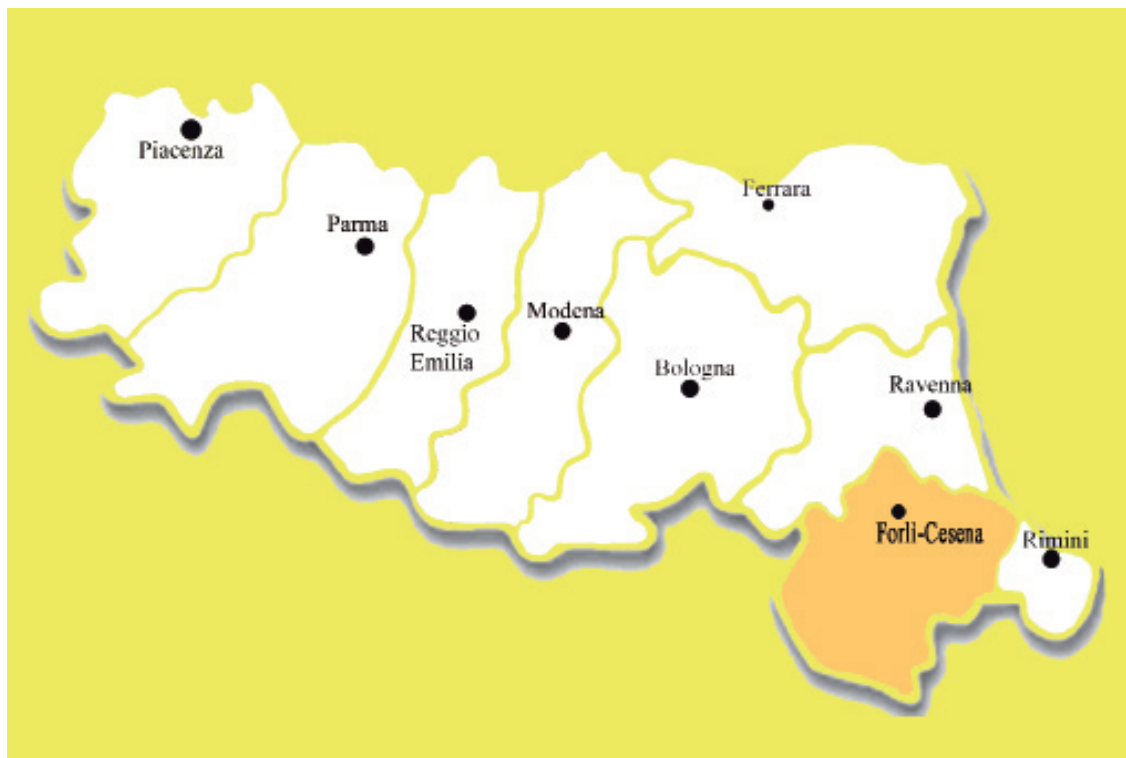 Piacenza
Ferrara
Parma
Modena
Reggio
Emilia
Bologna
Ravenna
Forlì-Cesena
Rimini